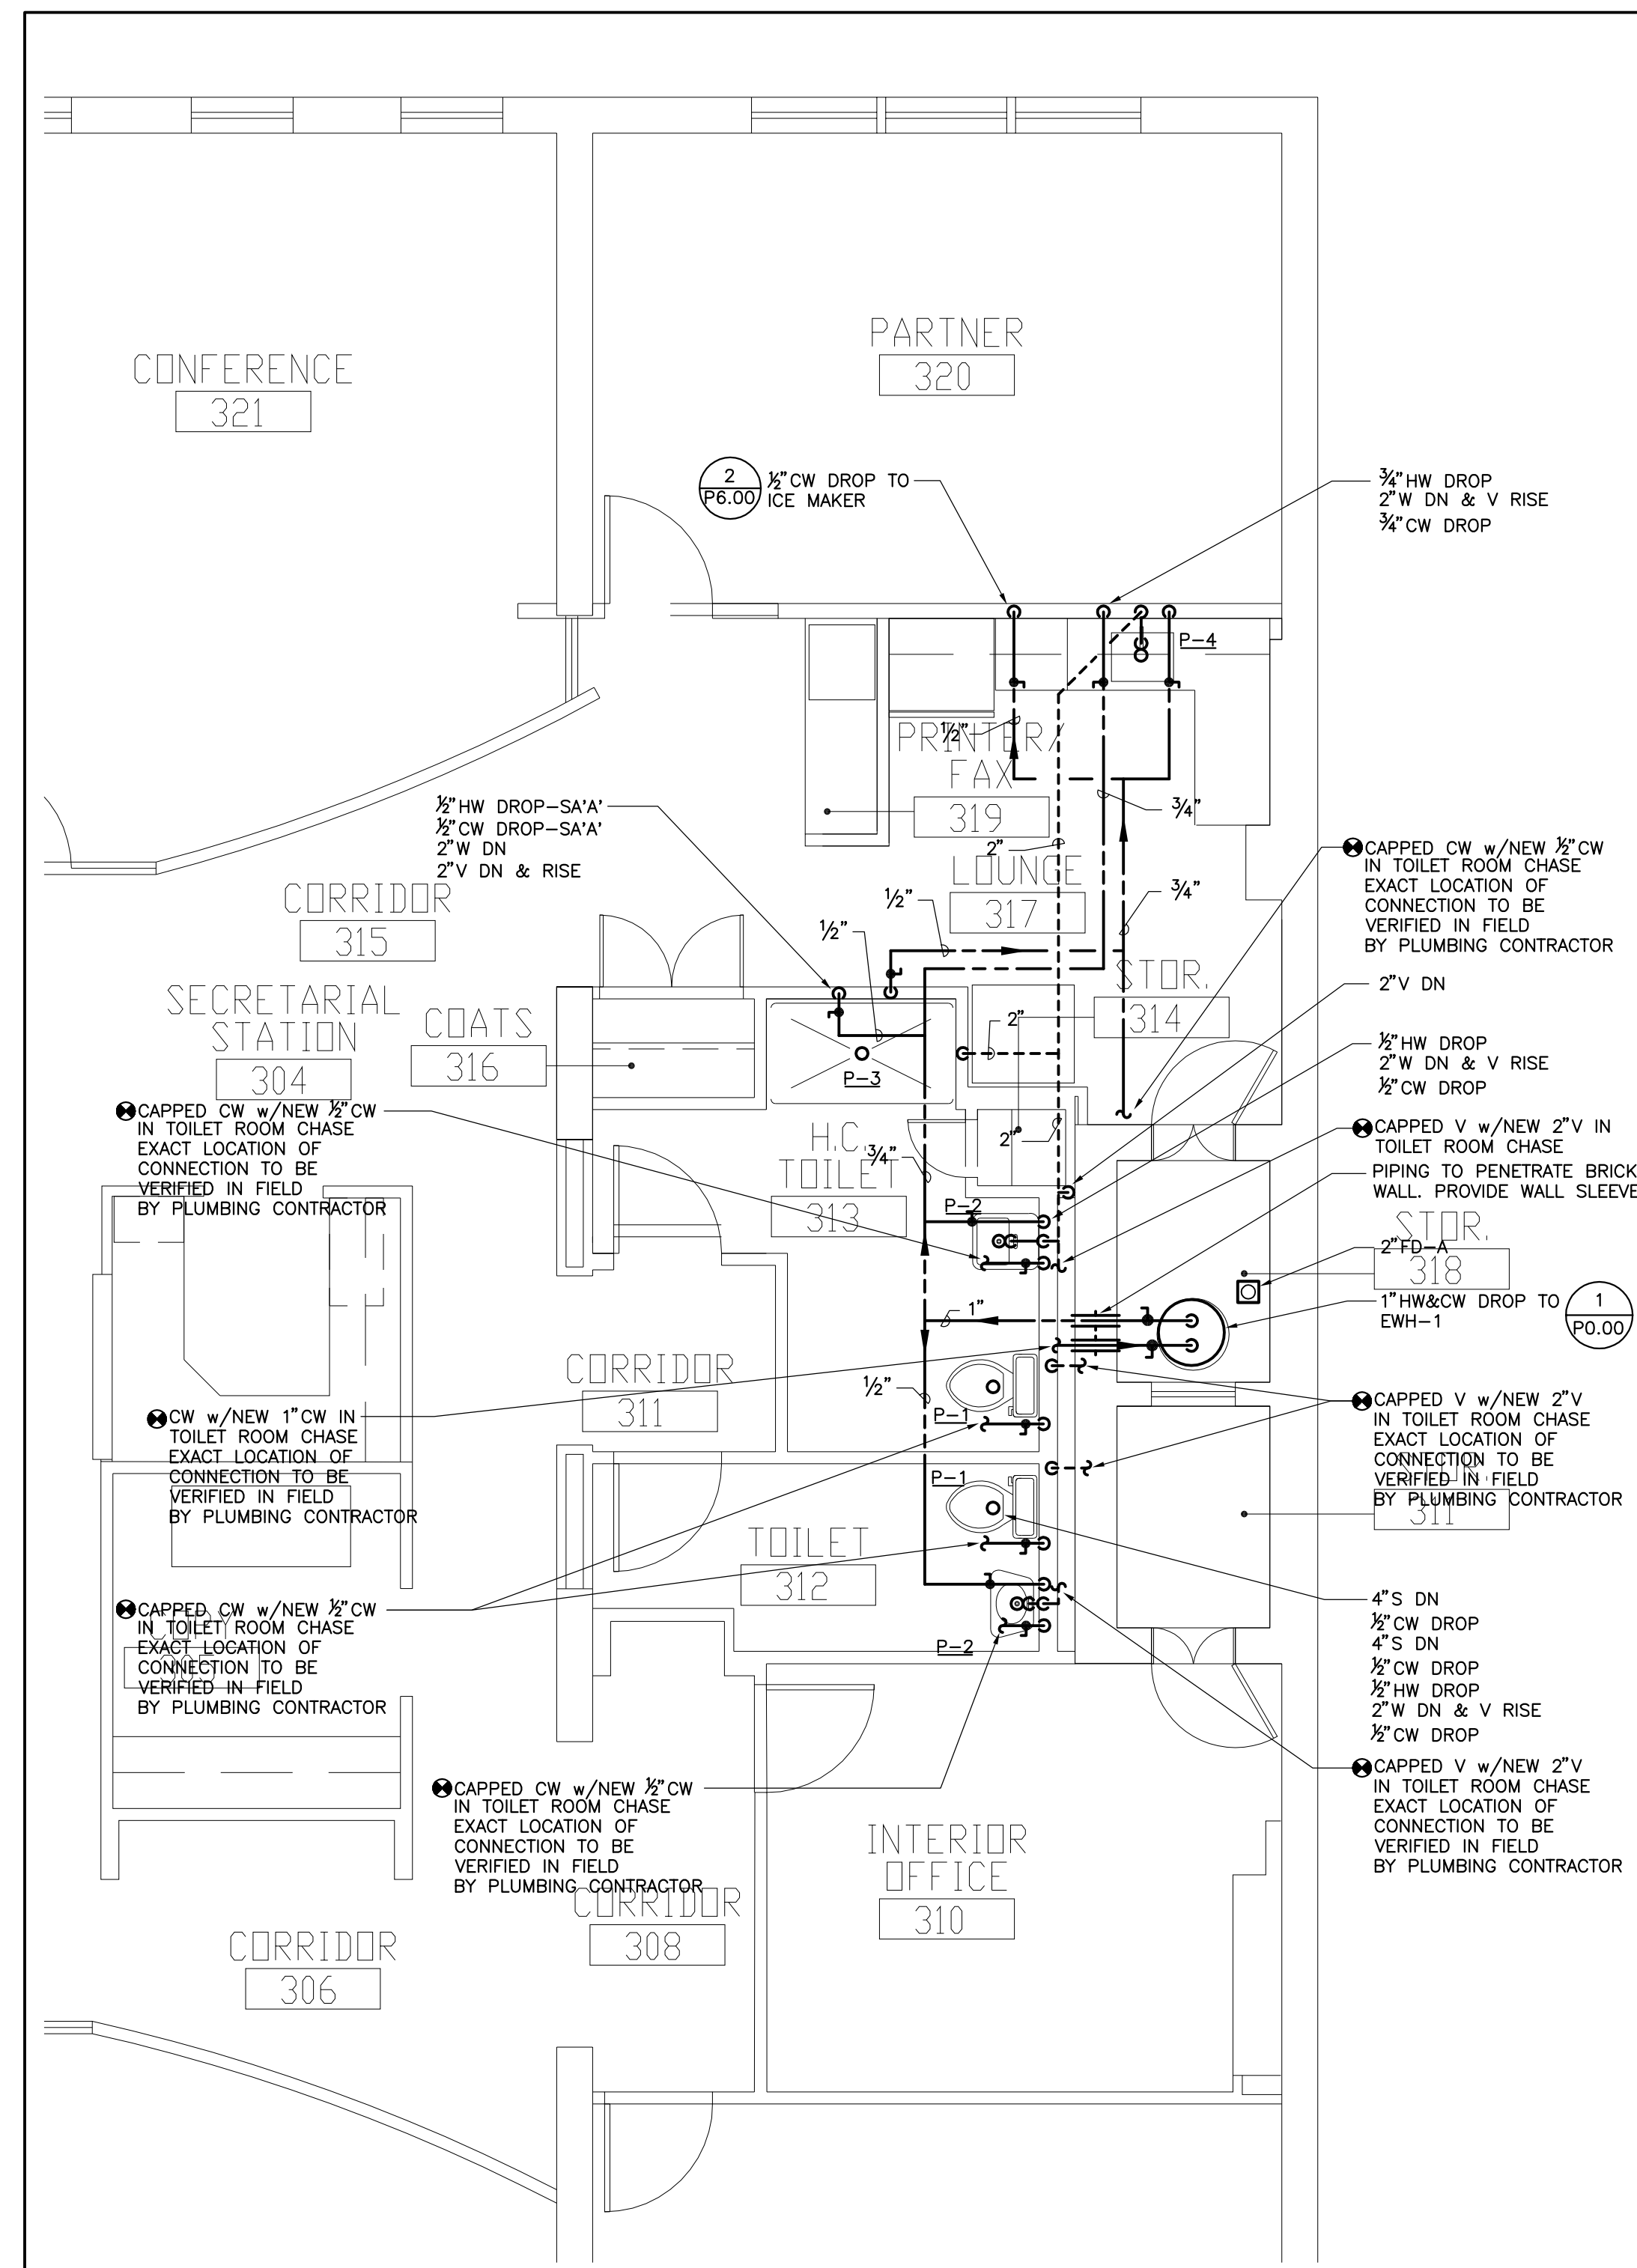 PARTNER
320
CONFERENCE
321
2
P6.00
½"CW DROP TO
ICE MAKER
¾"HW DROP
2"W DN & V RISE
¾"CW DROP
P-4
½"
PRINTER/
FAX
319
¾"
2"
½"HW DROP-SA'A'
½"CW DROP-SA'A'
2"W DN
2"V DN & RISE
LOUNGE
317
¾"
½"
½"
CAPPED CW w/NEW ½"CW
IN TOILET ROOM CHASE
EXACT LOCATION OF
CONNECTION TO BE
VERIFIED IN FIELD
BY PLUMBING CONTRACTOR
CORRIDOR
315
STOR.
314
2"V DN
SECRETARIAL
STATION
304
COATS
316
2"
P-3
½"HW DROP
2"W DN & V RISE
½"CW DROP
CAPPED CW w/NEW ½"CW
IN TOILET ROOM CHASE
EXACT LOCATION OF
CONNECTION TO BE
VERIFIED IN FIELD
BY PLUMBING CONTRACTOR
H.C.
TOILET
313
¾"
2"
P-2
CAPPED V w/NEW 2"V IN
TOILET ROOM CHASE
PIPING TO PENETRATE BRICK
WALL. PROVIDE WALL SLEEVE
STOR.
318
2"FD-A
1"HW&CW DROP TO
EWH-1
1
P0.00
1"
CORRIDOR
311
½"
P-1
CW w/NEW 1"CW IN
TOILET ROOM CHASE
EXACT LOCATION OF
CONNECTION TO BE
VERIFIED IN FIELD
BY PLUMBING CONTRACTOR
CAPPED V w/NEW 2"V
IN TOILET ROOM CHASE
EXACT LOCATION OF
CONNECTION TO BE
VERIFIED IN FIELD
BY PLUMBING CONTRACTOR
STOR.
311
P-1
TOILET
312
CAPPED CW w/NEW ½"CW
IN TOILET ROOM CHASE
EXACT LOCATION OF
CONNECTION TO BE
VERIFIED IN FIELD
BY PLUMBING CONTRACTOR
COPY
305
P-2
4"S DN
½"CW DROP
4"S DN
½"CW DROP
½"HW DROP
2"W DN & V RISE
½"CW DROP
CAPPED CW w/NEW ½"CW
IN TOILET ROOM CHASE
EXACT LOCATION OF
CONNECTION TO BE
VERIFIED IN FIELD
BY PLUMBING CONTRACTOR
CAPPED V w/NEW 2"V
IN TOILET ROOM CHASE
EXACT LOCATION OF
CONNECTION TO BE
VERIFIED IN FIELD
BY PLUMBING CONTRACTOR
INTERIOR
OFFICE
310
CORRIDOR
308
CORRIDOR
306